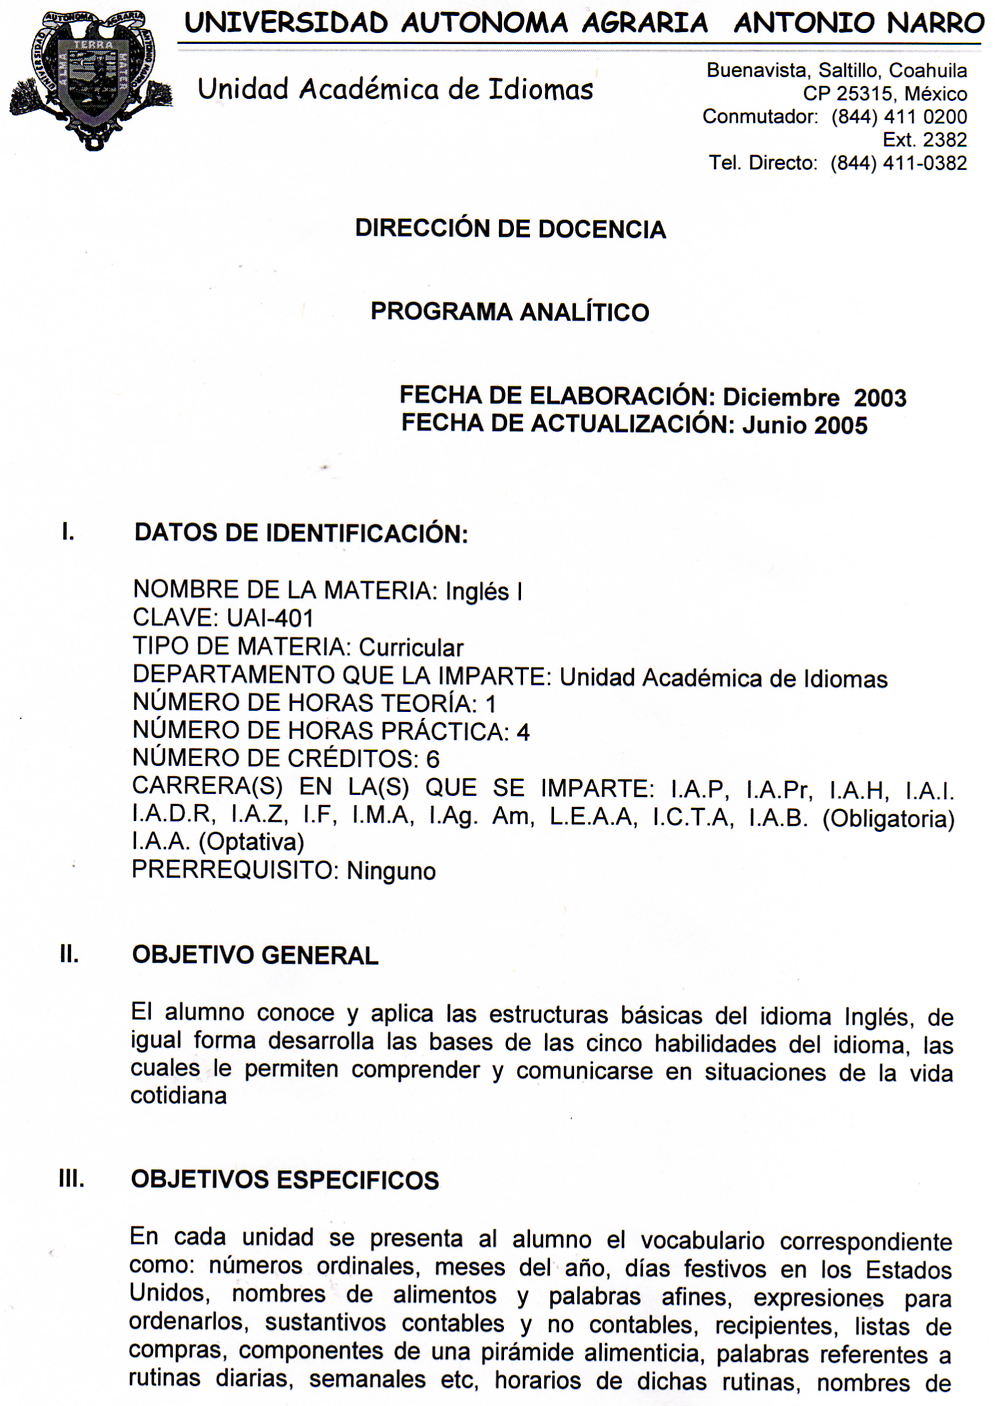 UNIVERSIDAD AUTONOMA AGRARIA ANTONIO NARRO
Unidad Académica de Idiomas
Buenavista, Saltillo, Coahuila
CP 25315, México
Conmutador: (844) 411 0200
Ext. 2382
Tel. Directo: (844) 411-0382
TERRA
ALMA
MATER
DIRECCIÓN DE DOCENCIA
PROGRAMA ANALÍTICO
FECHA DE ELABORACIÓN: Diciembre 2003
FECHA DE ACTUALIZACIÓN: Junio 2005
I. DATOS DE IDENTIFICACIÓN:
NOMBRE DE LA MATERIA: Inglés I
CLAVE: UAI-401
TIPO DE MATERIA: Curricular
DEPARTAMENTO QUE LA IMPARTE: Unidad Académica de Idiomas
NÚMERO DE HORAS TEORÍA: 1
NÚMERO DE HORAS PRÁCTICA: 4
NÚMERO DE CRÉDITOS: 6
CARRERA(S) EN LA(S) QUE SE IMPARTE: I.A.P, I.A.Pr, I.A.H, I.A.I.
I.A.D.R, I.A.Z, I.F, I.M.A, I.Ag. Am, L.E.A.A, I.C.T.A, I.A.B. (Obligatoria)
I.A.A. (Optativa)
PRERREQUISITO: Ninguno
II. OBJETIVO GENERAL
El alumno conoce y aplica las estructuras básicas del idioma Inglés, de
igual forma desarrolla las bases de las cinco habilidades del idioma, las
cuales le permiten comprender y comunicarse en situaciones de la vida
cotidiana
III. OBJETIVOS ESPECIFICOS
En cada unidad se presenta al alumno el vocabulario correspondiente
como: números ordinales, meses del año, días festivos en los Estados
Unidos, nombres de alimentos y palabras afines, expresiones para
ordenarlos, sustantivos contables y no contables, recipientes, listas de
compras, componentes de una pirámide alimenticia, palabras referentes a
rutinas diarias, semanales etc, horarios de dichas rutinas, nombres de